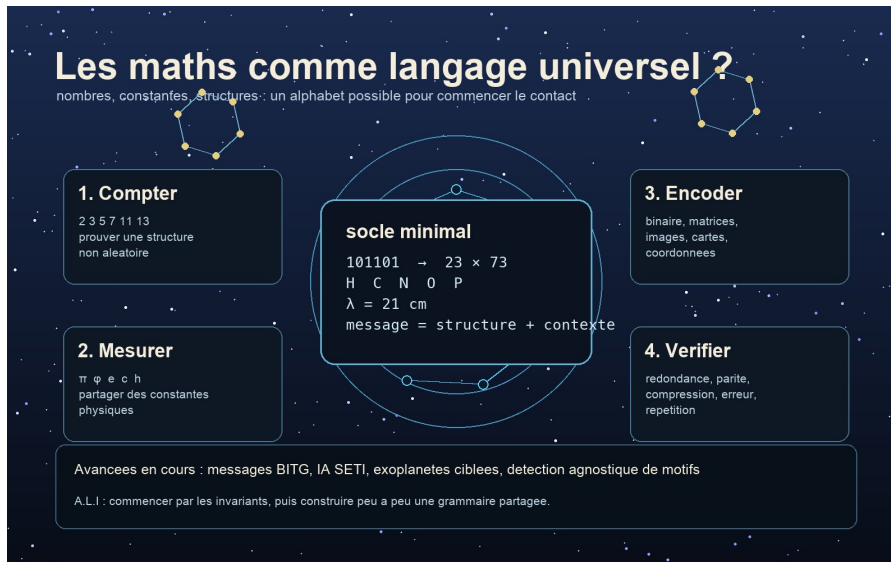 Les maths comme langage universel ?
nombres, constantes, structures : un alphabet possible pour commencer le contact
1. Compter
2 3 5 7 11 13
prouver une structure
non aleatoire
2. Mesurer
π φ e c h
partager des constantes
physiques
socle minimal
101101 → 23 × 73
H C N O P
λ = 21 cm
message = structure + contexte
3. Encoder
binaire, matrices,
images, cartes,
coordonnees
4. Verifier
redondance, parite,
compression, erreur,
repetition
Avancees en cours : messages BITG, IA SETI, exoplanetes ciblees, detection agnostique de motifs
A.L.I : commencer par les invariants, puis construire peu a peu une grammaire partagee.